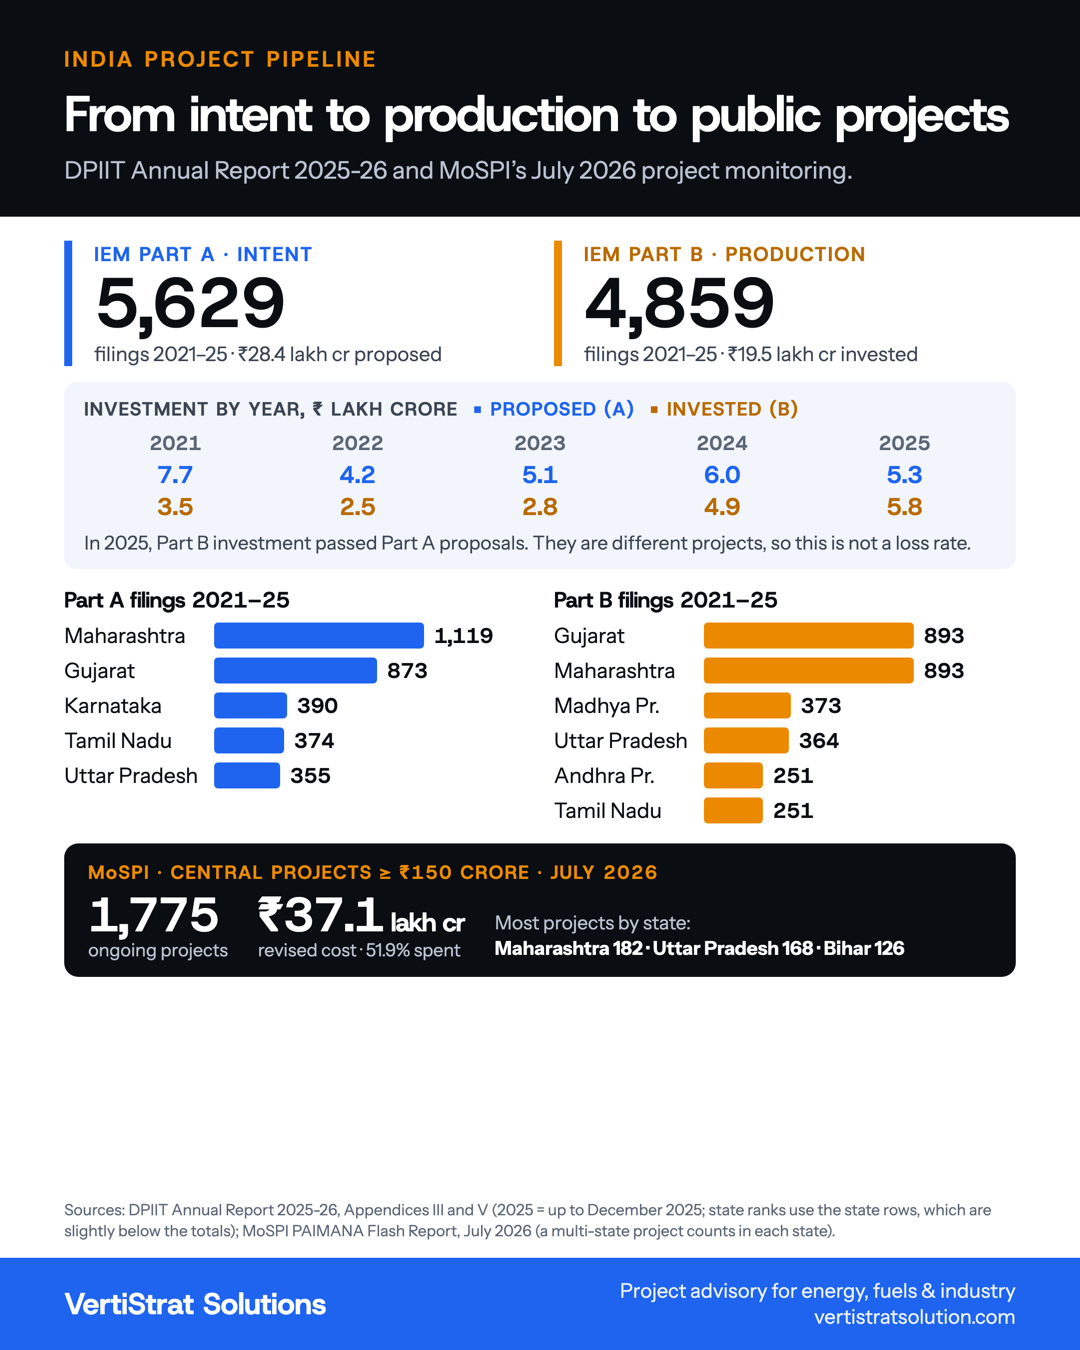 INDIA PROJECT PIPELINE
From intent to production to public projects
DPIIT Annual Report 2025-26 and MoSPI’s July 2026 project monitoring.
IEM PART A · INTENT
5,629
filings 2021–25 · ₹28.4 lakh cr proposed
IEM PART B · PRODUCTION
4,859
filings 2021–25 · ₹19.5 lakh cr invested
INVESTMENT BY YEAR, ₹ LAKH CRORE ▪ PROPOSED (A) ▪ INVESTED (B)
2021 2022 2023 2024 2025
7.7 4.2 5.1 6.0 5.3
3.5 2.5 2.8 4.9 5.8
In 2025, Part B investment passed Part A proposals. They are different projects, so this is not a loss rate.
Part A filings 2021–25
Maharashtra 1,119
Gujarat 873
Karnataka 390
Tamil Nadu 374
Uttar Pradesh 355
Part B filings 2021–25
Gujarat 893
Maharashtra 893
Madhya Pr. 373
Uttar Pradesh 364
Andhra Pr. 251
Tamil Nadu 251
MoSPI · CENTRAL PROJECTS ≥ ₹150 CRORE · JULY 2026
1,775
ongoing projects
₹37.1 lakh cr
revised cost · 51.9% spent
Most projects by state:
Maharashtra 182 · Uttar Pradesh 168 · Bihar 126
Sources: DPIIT Annual Report 2025-26, Appendices III and V (2025 = up to December 2025; state ranks use the state rows, which are
slightly below the totals); MoSPI PAIMANA Flash Report, July 2026 (a multi-state project counts in each state).
VertiStrat Solutions
Project advisory for energy, fuels & industry
vertistratsolution.com